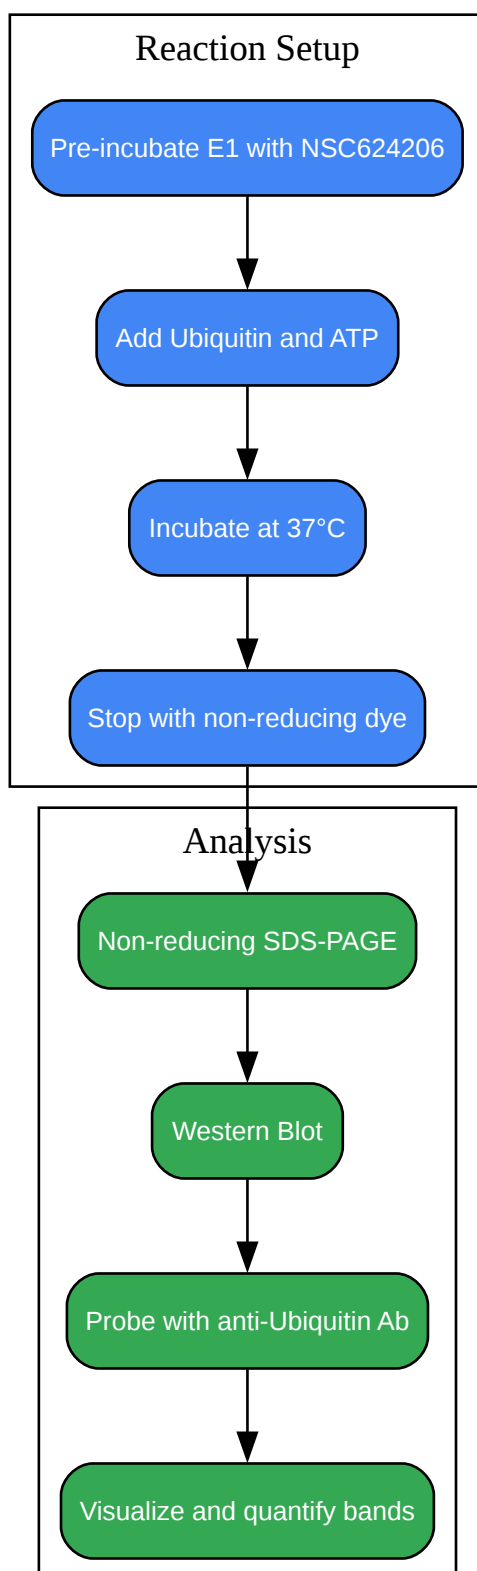 Reaction Setup
Pre-incubate E1 with NSC624206
Add Ubiquitin and ATP
Incubate at 37°C
Stop with non-reducing dye
Analysis
Non-reducing SDS-PAGE
Western Blot
Probe with anti-Ubiquitin Ab
Visualize and quantify bands